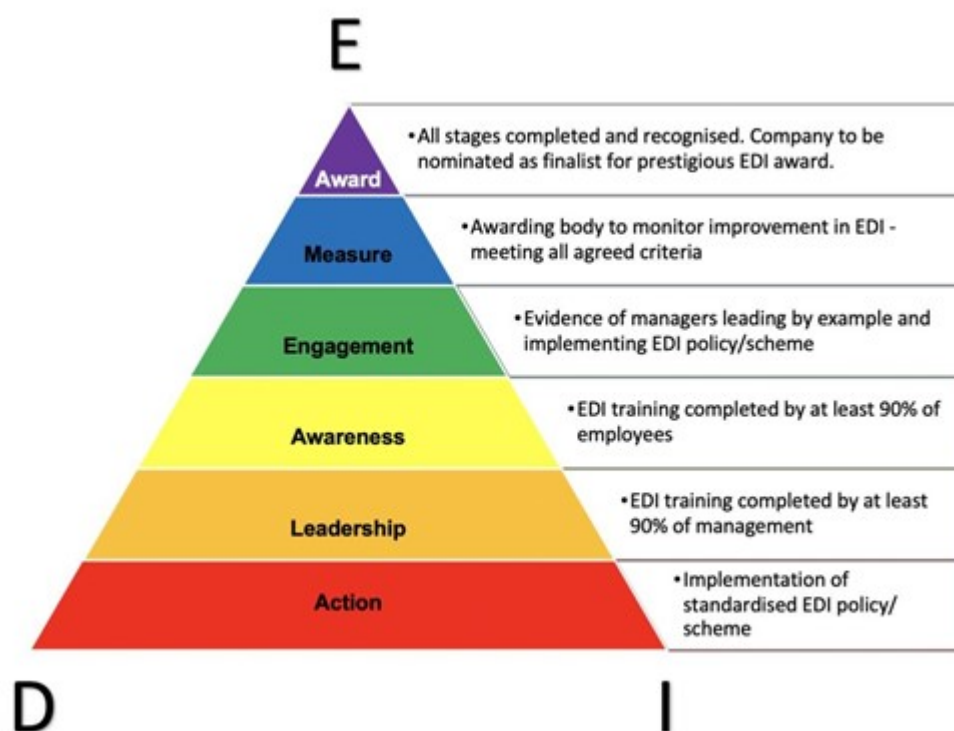 E
Award
•All stages completed and recognised. Company to be
nominated as finalist for prestigious EDI award.
Measure
•Awarding body to monitor improvement in EDI -
meeting all agreed criteria
Engagement
•Evidence of managers leading by example and
implementing EDI policy/scheme
Awareness
•EDI training completed by at least 90% of
employees
Leadership
•EDI training completed by at least
90% of management
Action
•Implementation of
standardised EDI policy/
scheme
D
I